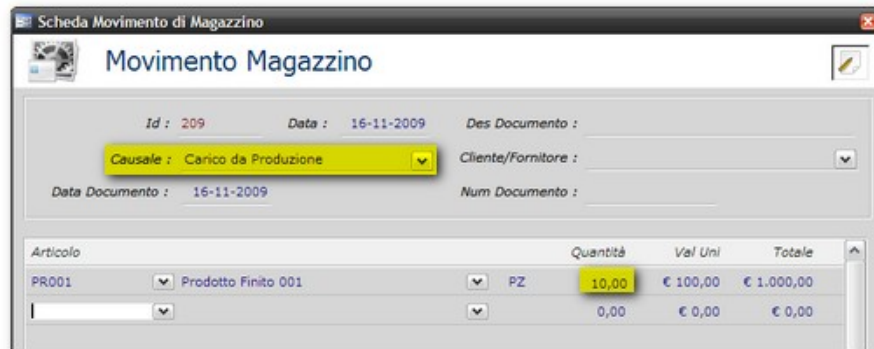 Scheda Movimento di Magazzino
Movimento Magazzino
Id : 209 Data : 16-11-2009 Des Documento :
Causale : Carico da Produzione Cliente/Fornitore :
Data Documento : 16-11-2009 Num Documento :
Articolo Quantità Val Uni Totale
PR001 Prodotto Finito 001 PZ 10,00 € 100,00 € 1.000,00
0,00 € 0,00 € 0,00